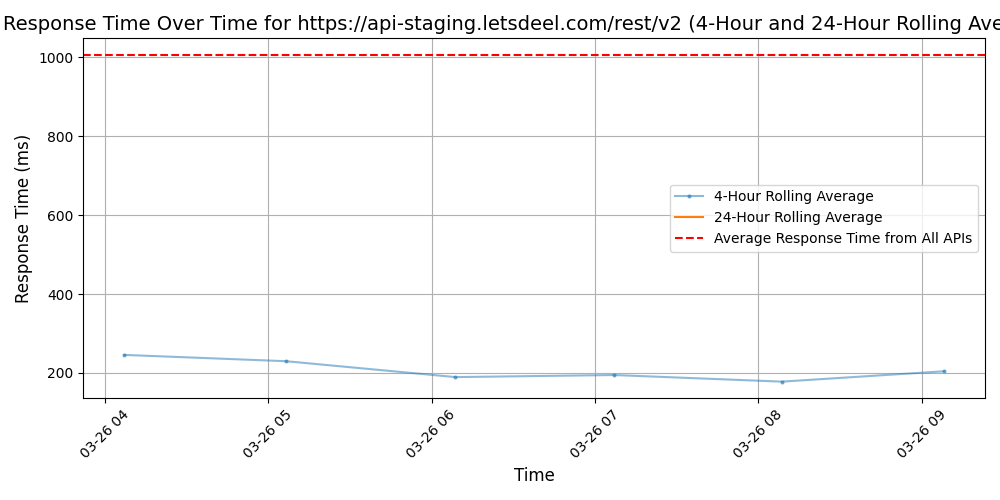 Response Time Over Time for https://api-staging.letsdeel.com/rest/v2 (4-Hour and 24-Hour Rolling Ave
Response Time (ms)
1000
800
600
400
200
4-Hour Rolling Average
24-Hour Rolling Average
Average Response Time from All APIs
03-26 04
03-26 05
03-26 06
03-26 07
03-26 08
03-26 09
Time